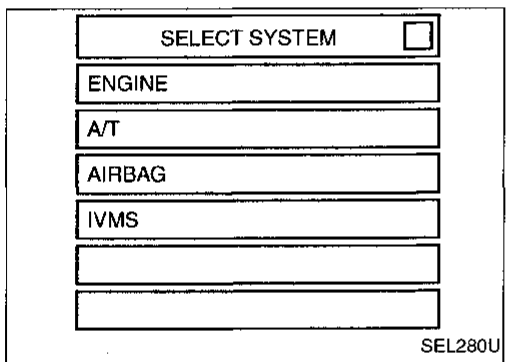 SELECT SYSTEM
ENGINE
A/T
AIRBAG
IVMS
SEL280U